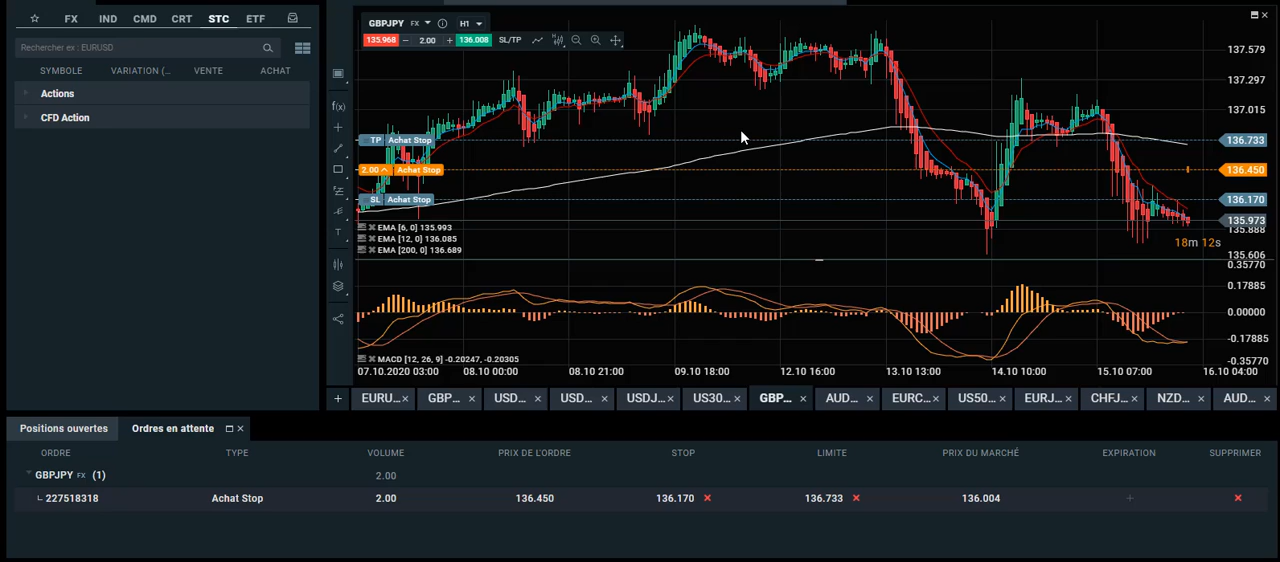 FX IND CMD CRT STC ETF
Rechercher ex : EURUSD
SYMBOLE VARIATION (... VENTE ACHAT
Actions
CFD Action
GBPJPY FX H1
135.968 − 2.00 + 136.008 SL/TP
f(x)
T
137.579
137.297
137.015
TP Achat Stop 136.733
2.00 Achat Stop 136.450
SL Achat Stop 136.170
135.973
135.888
18m 12s
135.606
EMA [6, 0] 135.993
EMA [12, 0] 136.085
EMA [200, 0] 136.689
0.35770
0.17885
0.00000
-0.17885
-0.35770
MACD [12, 26, 9] -0.20247, -0.20305
07.10.2020 03:00 08.10 00:00 08.10 21:00 09.10 18:00 12.10 16:00 13.10 13:00 14.10 10:00 15.10 07:00 16.10 04:00
+ EURU... × GBP... × USD... × USD... × USDJ... × US30... × GBP... × AUD... × EURC... × US50... × EURJ... × CHFJ... × NZD... × AUD... ×
Positions ouvertes Ordres en attente ×
ORDRE TYPE VOLUME PRIX DE L'ORDRE STOP LIMITE PRIX DU MARCHÉ EXPIRATION SUPPRIMER
GBPJPY FX (1) 2.00
227518318 Achat Stop 2.00 136.450 136.170 × 136.733 × 136.004 + ×